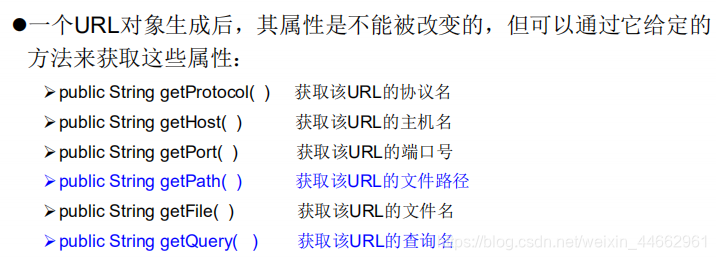 ●一个URL对象生成后，其属性是不能被改变的，但可以通过它给定的
方法来获取这些属性：
➢public String getProtocol( ) 获取该URL的协议名
➢public String getHost( ) 获取该URL的主机名
➢public String getPort( ) 获取该URL的端口号
➢public String getPath( ) 获取该URL的文件路径
➢public String getFile( ) 获取该URL的文件名
➢public String getQuery( ) 获取该URL的查询名
https://blog.csdn.net/weixin_44662961